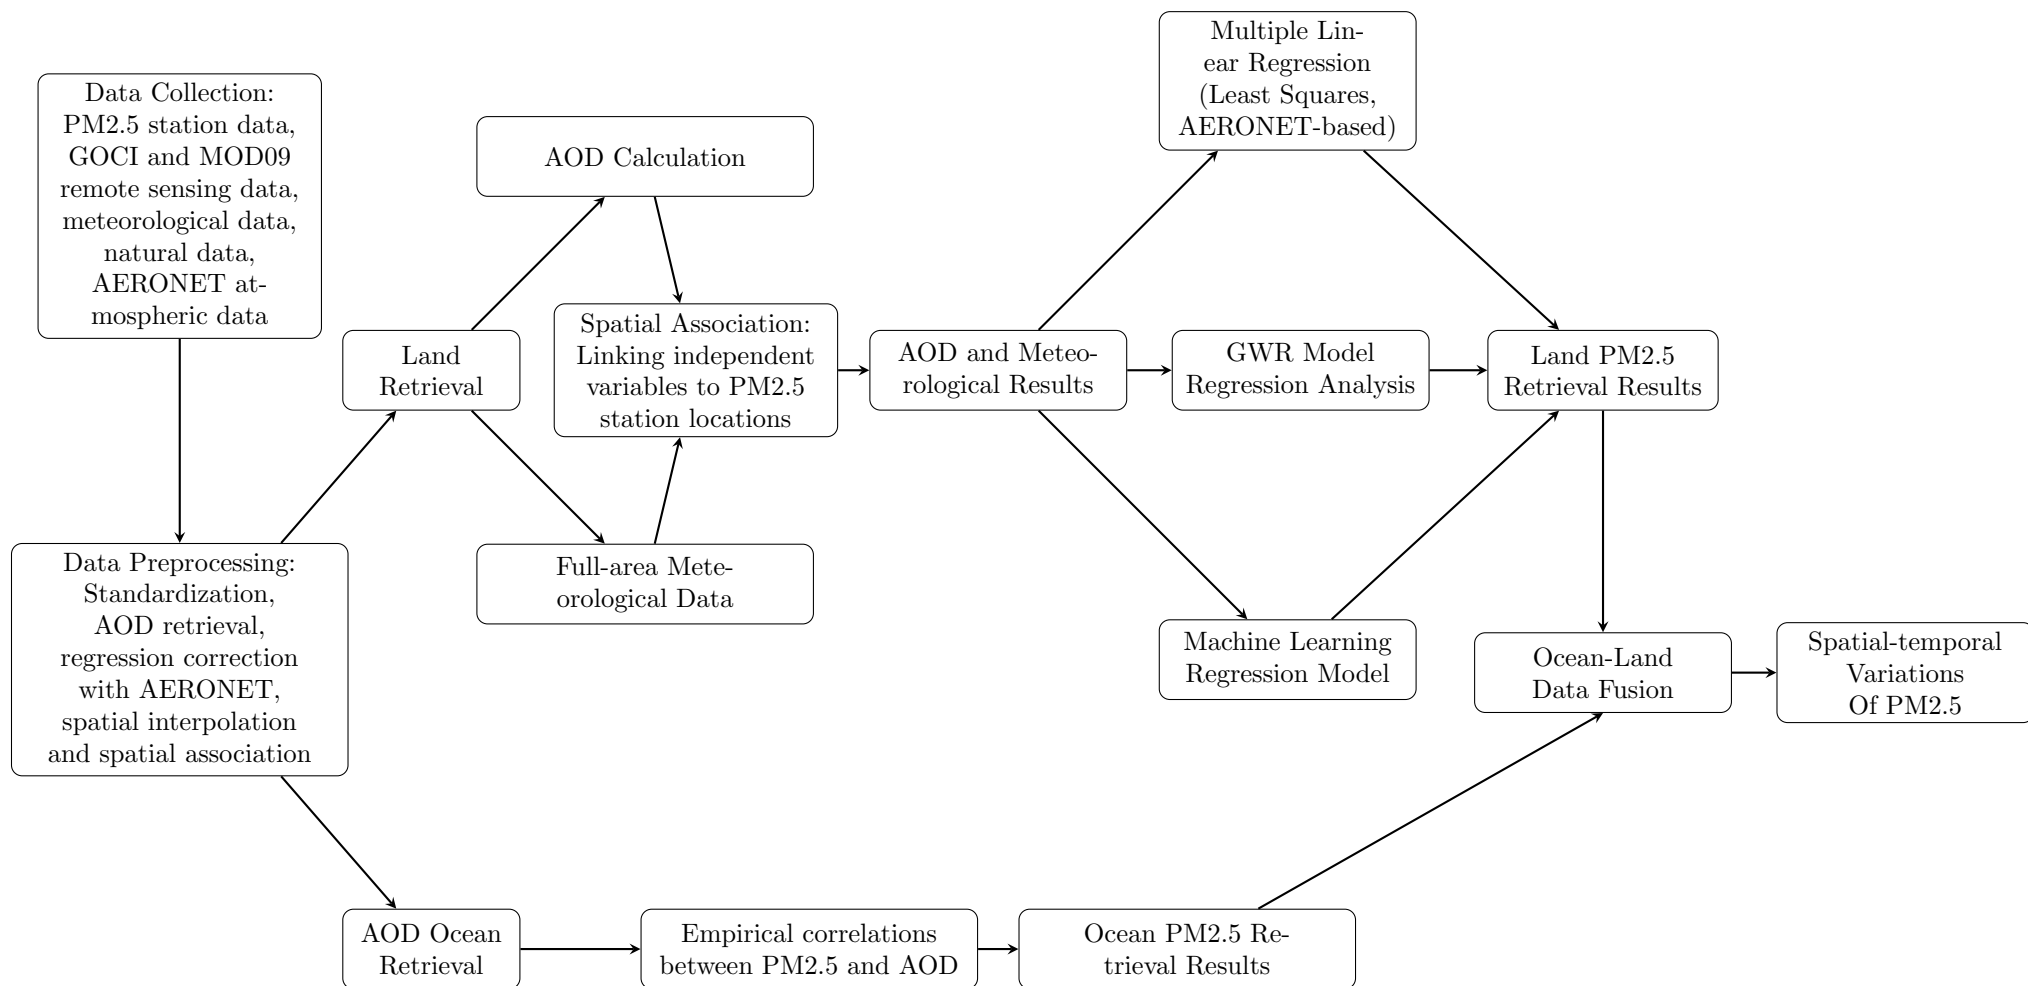 Data Collection:
PM2.5 station data,
GOCI and MOD09
remote sensing data,
meteorological data,
natural data,
AERONET at-
mospheric data
Data Preprocessing:
Standardization,
AOD retrieval,
regression correction
with AERONET,
spatial interpolation
and spatial association
Land
Retrieval
AOD Calculation
Full-area Mete-
orological Data
Spatial Association:
Linking independent
variables to PM2.5
station locations
AOD and Meteo-
rological Results
Multiple Lin-
ear Regression
(Least Squares,
AERONET-based)
GWR Model
Regression Analysis
Machine Learning
Regression Model
Land PM2.5
Retrieval Results
AOD Ocean
Retrieval
Empirical correlations
between PM2.5 and AOD
Ocean PM2.5 Re-
trieval Results
Ocean-Land
Data Fusion
Spatial-temporal
Variations
Of PM2.5